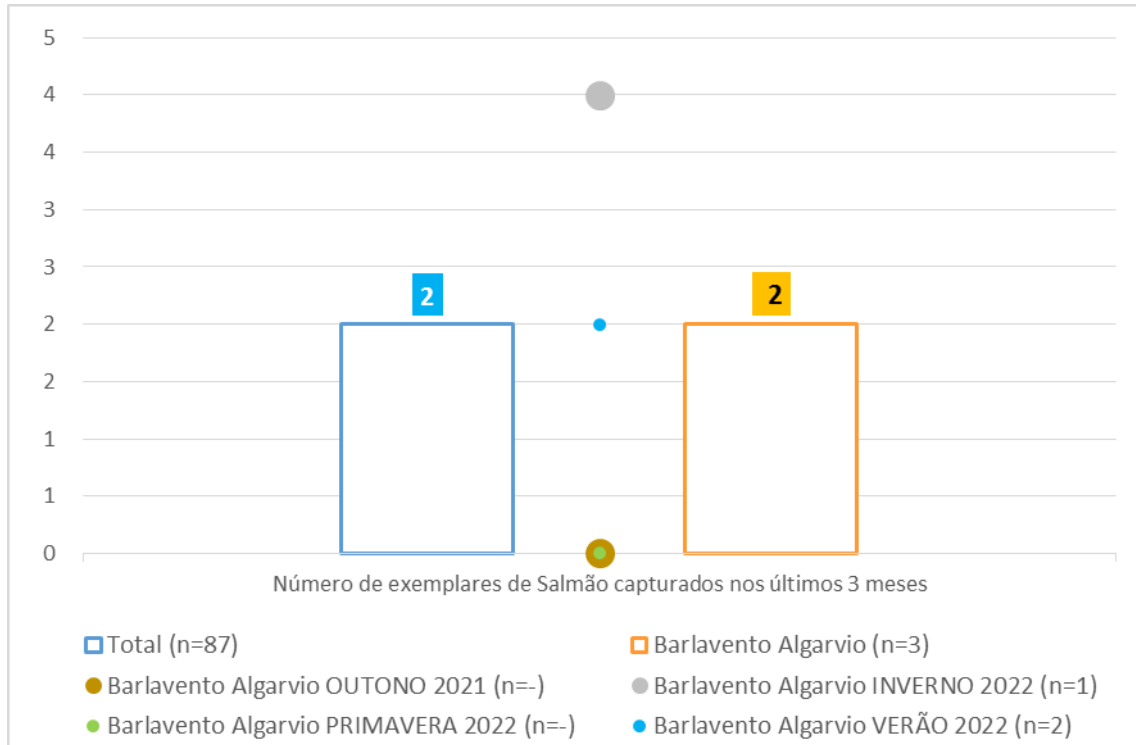 5
4
4
3
3
2
2
1
1
0
2
2
Número de exemplares de Salmão capturados nos últimos 3 meses
Total (n=87)
Barlavento Algarvio (n=3)
Barlavento Algarvio OUTONO 2021 (n=-)
Barlavento Algarvio INVERNO 2022 (n=1)
Barlavento Algarvio PRIMAVERA 2022 (n=-)
Barlavento Algarvio VERÃO 2022 (n=2)